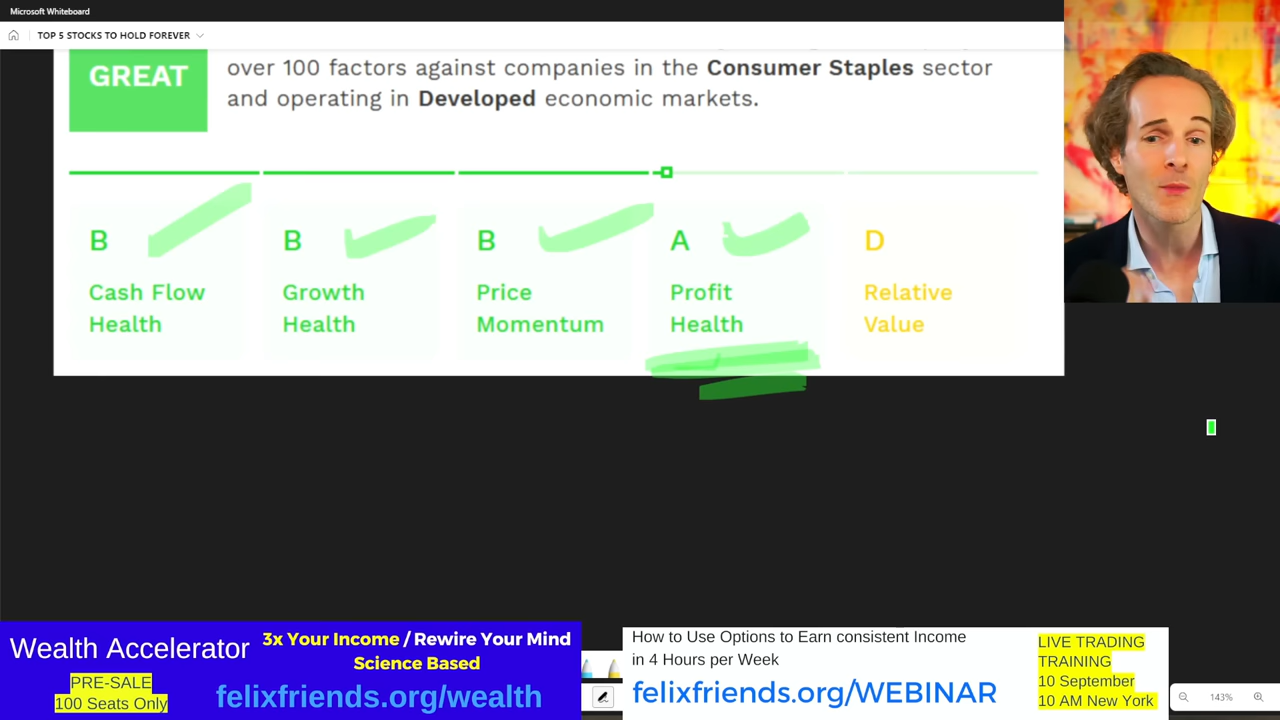 Microsoft Whiteboard
TOP 5 STOCKS TO HOLD FOREVER
GREAT
over 100 factors against companies in the Consumer Staples sector
and operating in Developed economic markets.
B
Cash Flow
Health
B
Growth
Health
B
Price
Momentum
A
Profit
Health
D
Relative
Value
Wealth Accelerator
PRE-SALE
100 Seats Only
3x Your Income / Rewire Your Mind
Science Based
felixfriends.org/wealth
How to Use Options to Earn consistent Income
in 4 Hours per Week
felixfriends.org/WEBINAR
LIVE TRADING
TRAINING
10 September
10 AM New York
143%